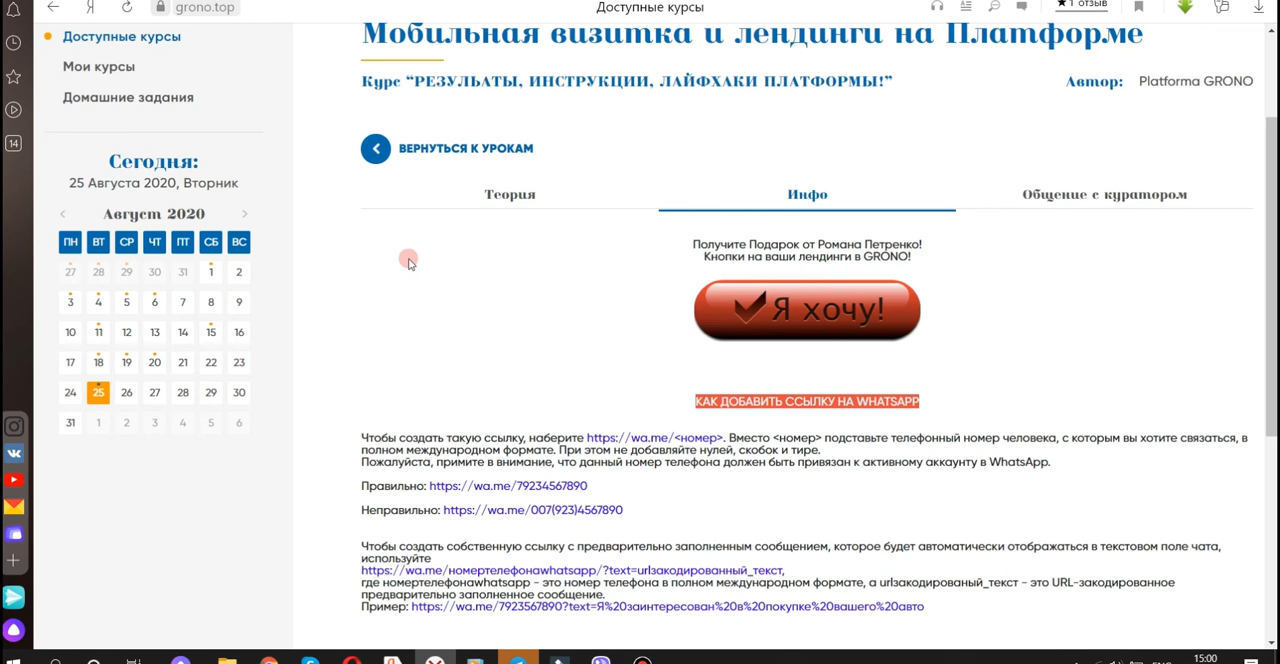 grono.top
Доступные курсы
1 отзыв
14
Доступные курсы
Мои курсы
Домашние задания
Сегодня:
25 Августа 2020, Вторник
Август 2020
ПН ВТ СР ЧТ ПТ СБ ВС
27 28 29 30 31 1 2
3 4 5 6 7 8 9
10 11 12 13 14 15 16
17 18 19 20 21 22 23
24 25 26 27 28 29 30
31 1 2 3 4 5 6
Мобильная визитка и лендинги на Платформе
Курс “РЕЗУЛЬТАТЫ, ИНСТРУКЦИИ, ЛАЙФХАКИ ПЛАТФОРМЫ!”
Автор: Platforma GRONO
ВЕРНУТЬСЯ К УРОКАМ
Теория Инфо Общение с куратором
Получите Подарок от Романа Петренко!
Кнопки на ваши лендинги в GRONO!
Я хочу!
КАК ДОБАВИТЬ ССЫЛКУ НА WHATSAPP
Чтобы создать такую ссылку, наберите https://wa.me/<номер>. Вместо <номер> подставьте телефонный номер человека, с которым вы хотите связаться, в
полном международном формате. При этом не добавляйте нулей, скобок и тире.
Пожалуйста, примите в внимание, что данный номер телефона должен быть привязан к активному аккаунту в WhatsApp.
Правильно: https://wa.me/79234567890
Неправильно: https://wa.me/007(923)4567890
Чтобы создать собственную ссылку с предварительно заполненным сообщением, которое будет автоматически отображаться в текстовом поле чата,
используйте
https://wa.me/номертелефонаwhatsapp/?text=urlзакодированный_текст,
где номертелефонаwhatsapp - это номер телефона в полном международном формате, а urlзакодированый_текст - это URL-закодированное
предварительно заполненное сообщение.
Пример: https://wa.me/7923567890?text=Я%20заинтересован%20в%20покупке%20вашего%20авто
15:00